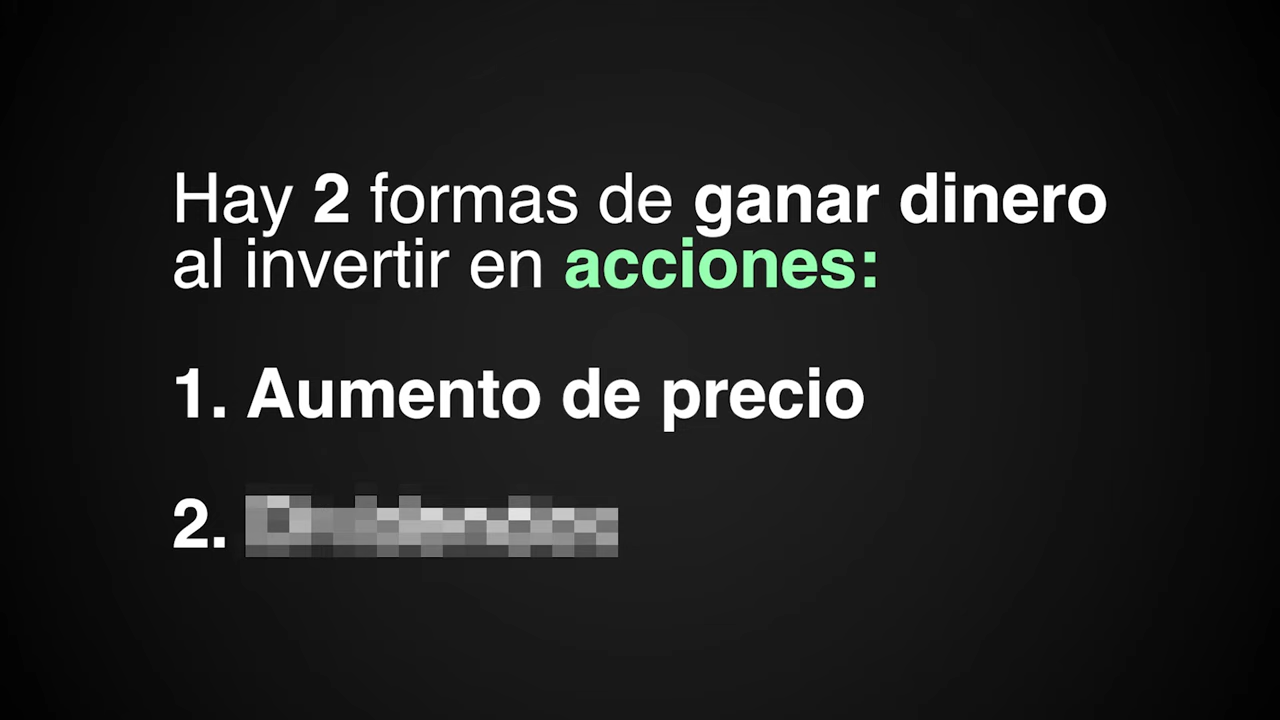 Hay 2 formas de ganar dinero
al invertir en acciones:
1. Aumento de precio
2.